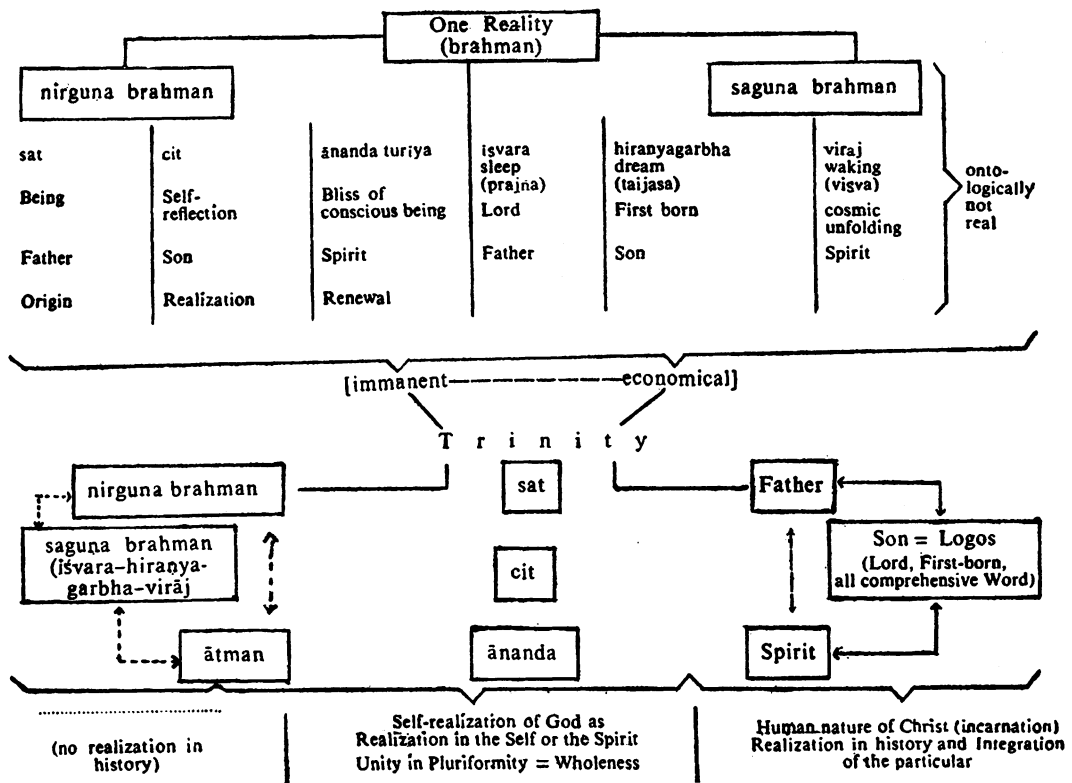 One Reality
(brahman)
nirguṇa brahman
saguna brahman
sat
cit
ānanda turiya
işvara
sleep
(prajña)
hiranyagarbha
dream
(taijasa)
viraj
waking
(visva)
Being
Self-
reflection
Bliss of
conscious being
Lord
First born
cosmic
unfolding
Father
Son
Spirit
Father
Son
Spirit
Origin
Realization
Renewal
onto-
logically
not
real
[immanent—————economical]
T r i n i t y
nirguna brahman
saguna brahman
(iśvara–hiraṇya-
garbha–virāj
ātman
sat
cit
ānanda
Father
Son = Logos
(Lord, First-born,
all comprehensive Word)
Spirit
(no realization in
history)
Self-realization of God as
Realization in the Self or the Spirit
Unity in Pluriformity = Wholeness
Human nature of Christ (incarnation)
Realization in history and Integration
of the particular